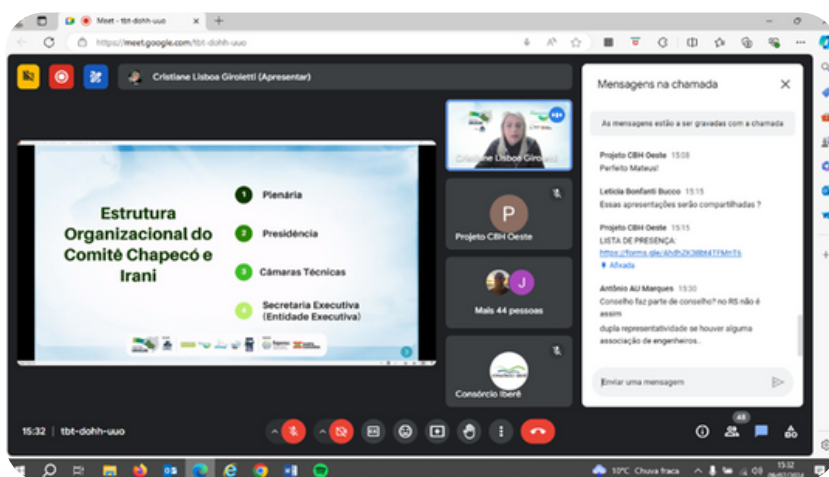 Meet - tbt-dohh-uuo
https://meet.google.com/tbt-dohh-uuo
Cristiane Lisboa Giroletti (Apresentar)
Estrutura
Organizacional do
Comitê Chapecó e
Irani
1 Plenária
2 Presidência
3 Câmaras Técnicas
4 Secretaria Executiva
(Entidade Executiva)
Cristiane Lisboa Giroletti
P
Projeto CBH Oeste
J
Mais 44 pessoas
Consórcio Iberê
Mensagens na chamada
As mensagens estão a ser gravadas com a chamada
Projeto CBH Oeste 15:08
Perfeito Mateus!
Leticia Bonfanti Bucco 15:15
Essas apresentações serão compartilhadas ?
Projeto CBH Oeste 15:15
LISTA DE PRESENÇA:
Afixada
Antônio AU Marques 15:30
Conselho faz parte de conselho? no RS não é
assim
dupla representatividade se houver alguma
associação de engenheiros..
Enviar uma mensagem
15:32 | tbt-dohh-uuo
48
10°C Chuva fraca
15:32